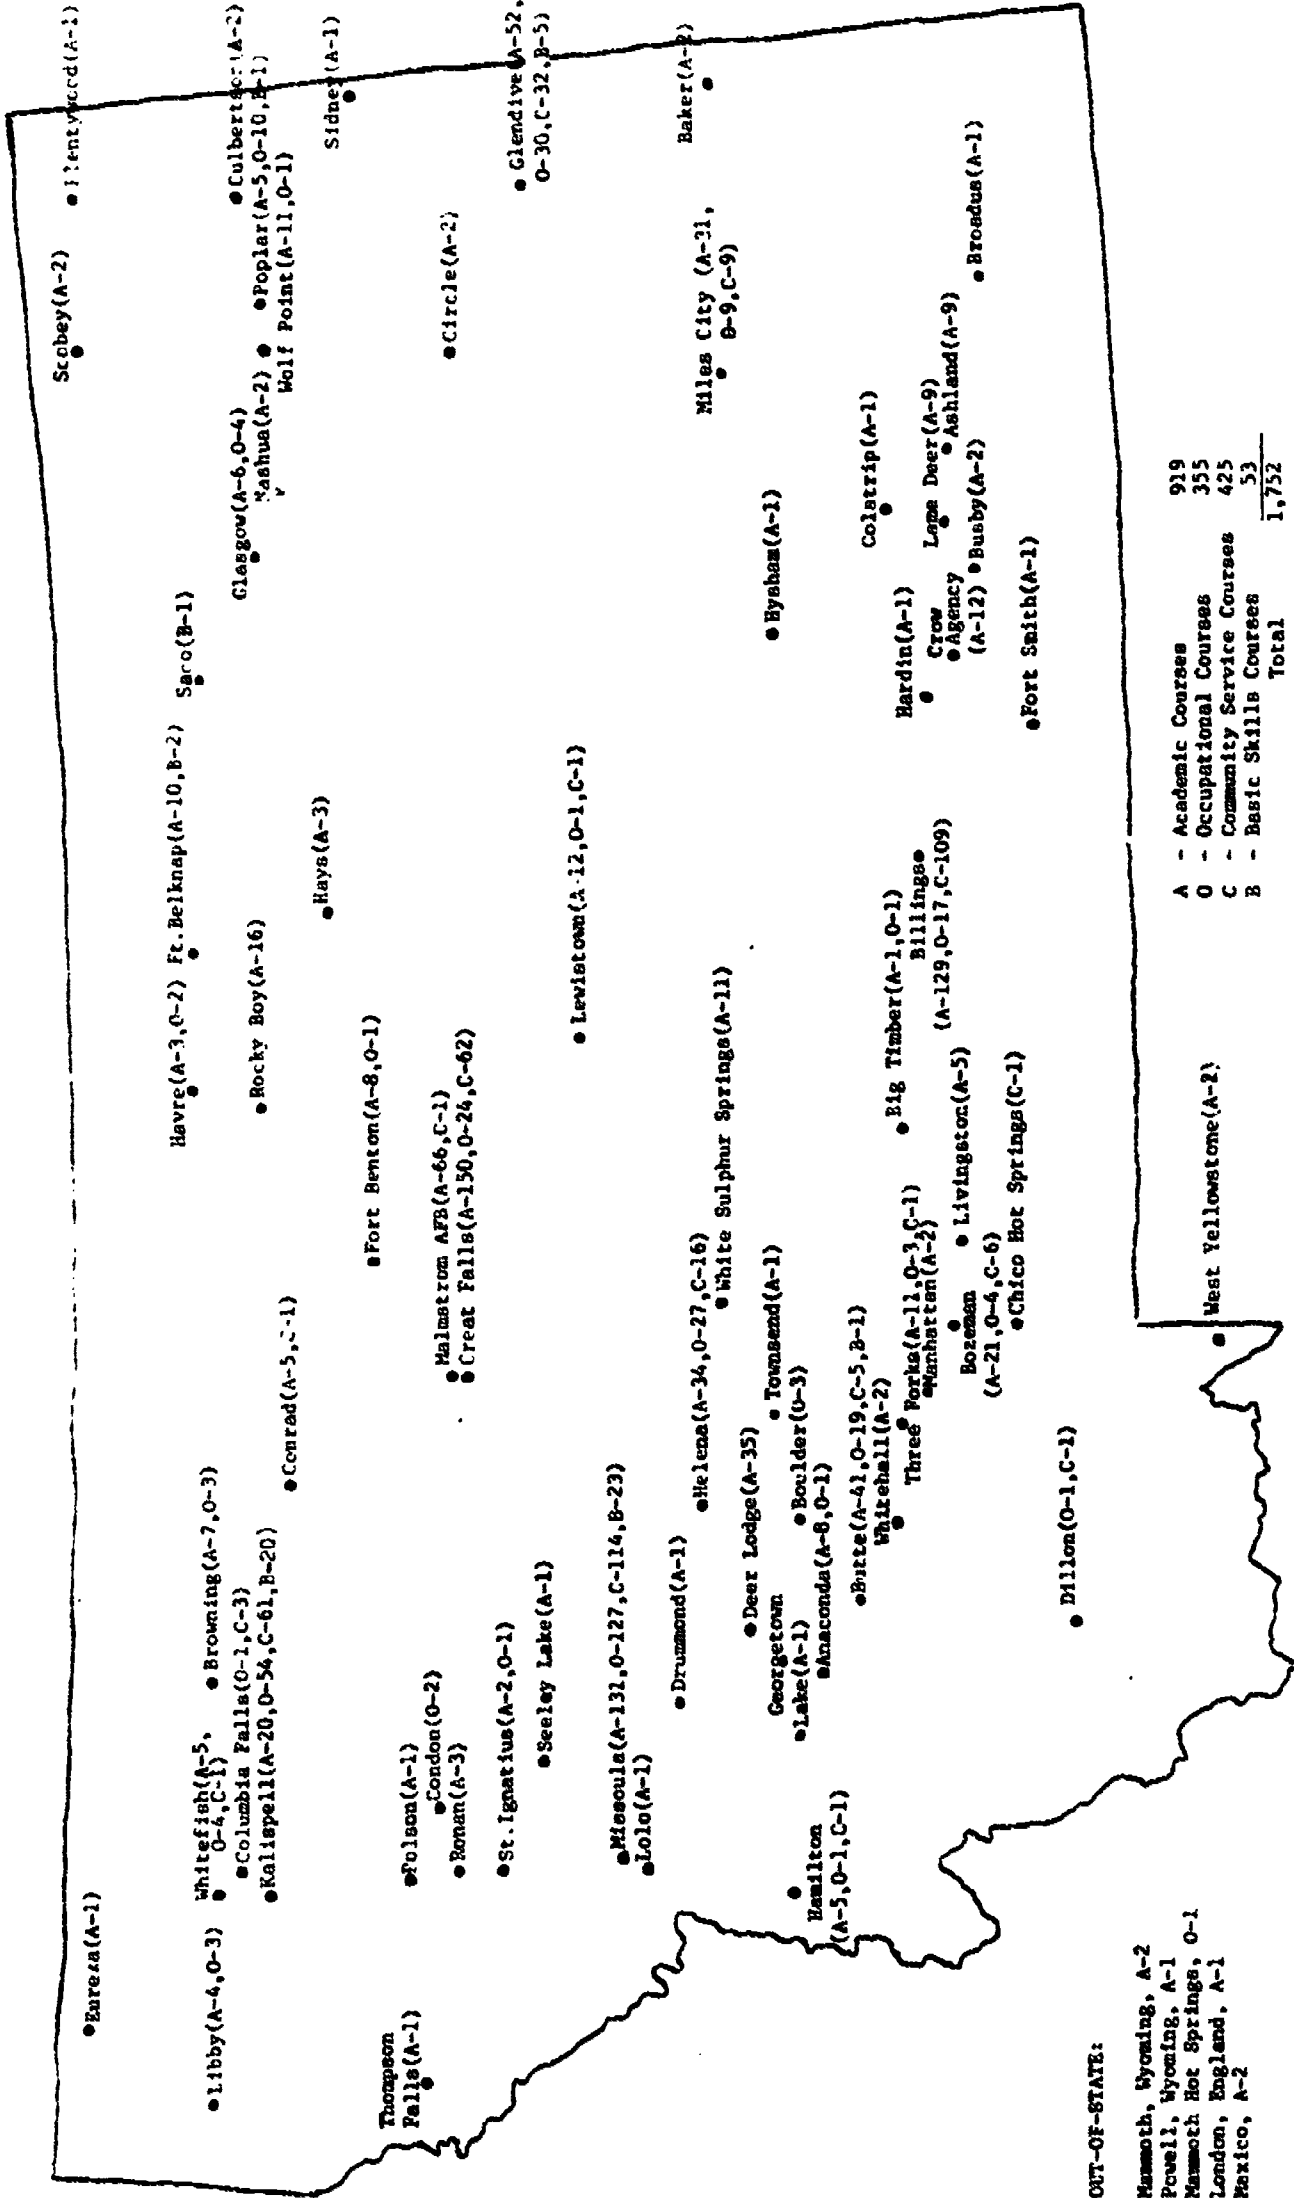 Eureka(A-1)
Scobey(A-2)
Culbertson(A-2)
Poplar(A-5,O-10,B-1)
Wolf Point(A-11,O-1)
Sidney(A-1)
Glasgow(A-6,O-4)
Nashua(A-2)
Saco(B-1)
Ft.Belknap(A-10,B-2)
Havre(A-3,O-2)
Rocky Boy(A-16)
Hays(A-3)
Browning(A-7,O-3)
Whitefish(A-5,
O-4,C-1)
Columbia Falls(O-1,C-3)
Kalispell(A-20,O-54,C-61,B-20)
Libby(A-4,O-3)
Conrad
Fort Benton(A-8,O-1)
Circle(A-2)
Glendive(A-52,
O-30,C-32,B-5)
Thompson
Falls(A-1)
Polson(A-1)
Condon(O-2)
Ronan(A-3)
St.Ignatius(A-2,O-1)
Seeley Lake(A-1)
Malmstrom AFB(A-66,C-1)
Great Falls(A-150,O-24,C-62)
Lewistown(A-12,O-1,C-1)
Missoula(A-131,O-127,C-114,B-23)
Lolo(A-1)
Drummond(A-1)
Helena(A-34,O-27,C-16)
White Sulphur Springs(A-11)
Miles City (A-31,
O-9,C-9)
Baker(A-2)
Deer Lodge(A-35)
Townsend(A-1)
Georgetown
Lake(A-1)
Boulder(O-3)
Anaconda(A-8,O-1)
Hysham(A-1)
Hamilton
(A-5,O-1,C-1)
Butte(A-41,O-19,C-5,B-1)
Whitehall(A-2)
Three Forks(A-11,O-3,C-1)
Manhattan(A-2)
Big Timber(A-1,O-1)
Billings
(A-129,O-17,C-109)
Hardin(A-1)
Crow
Agency
(A-12)
Colstrip(A-1)
Lame Deer(A-9)
Ashland(A-9)
Busby(A-2)
Broadus(A-1)
Livingston(A-5)
Bozeman
(A-21,O-4,C-6)
Chico Hot Springs(C-1)
Fort Smith(A-1)
Dillon(O-1,C-1)
West Yellowstone(A-2)
OUT-OF-STATE:
Mammoth, Wyoming, A-2
Powell, Wyoming, A-1
Mammoth Hot Springs, O-1
London, England, A-1
Mexico, A-2
A - Academic Courses 919
O - Occupational Courses 355
C - Community Service Courses 425
B - Basic Skills Courses 53
Total 1,752